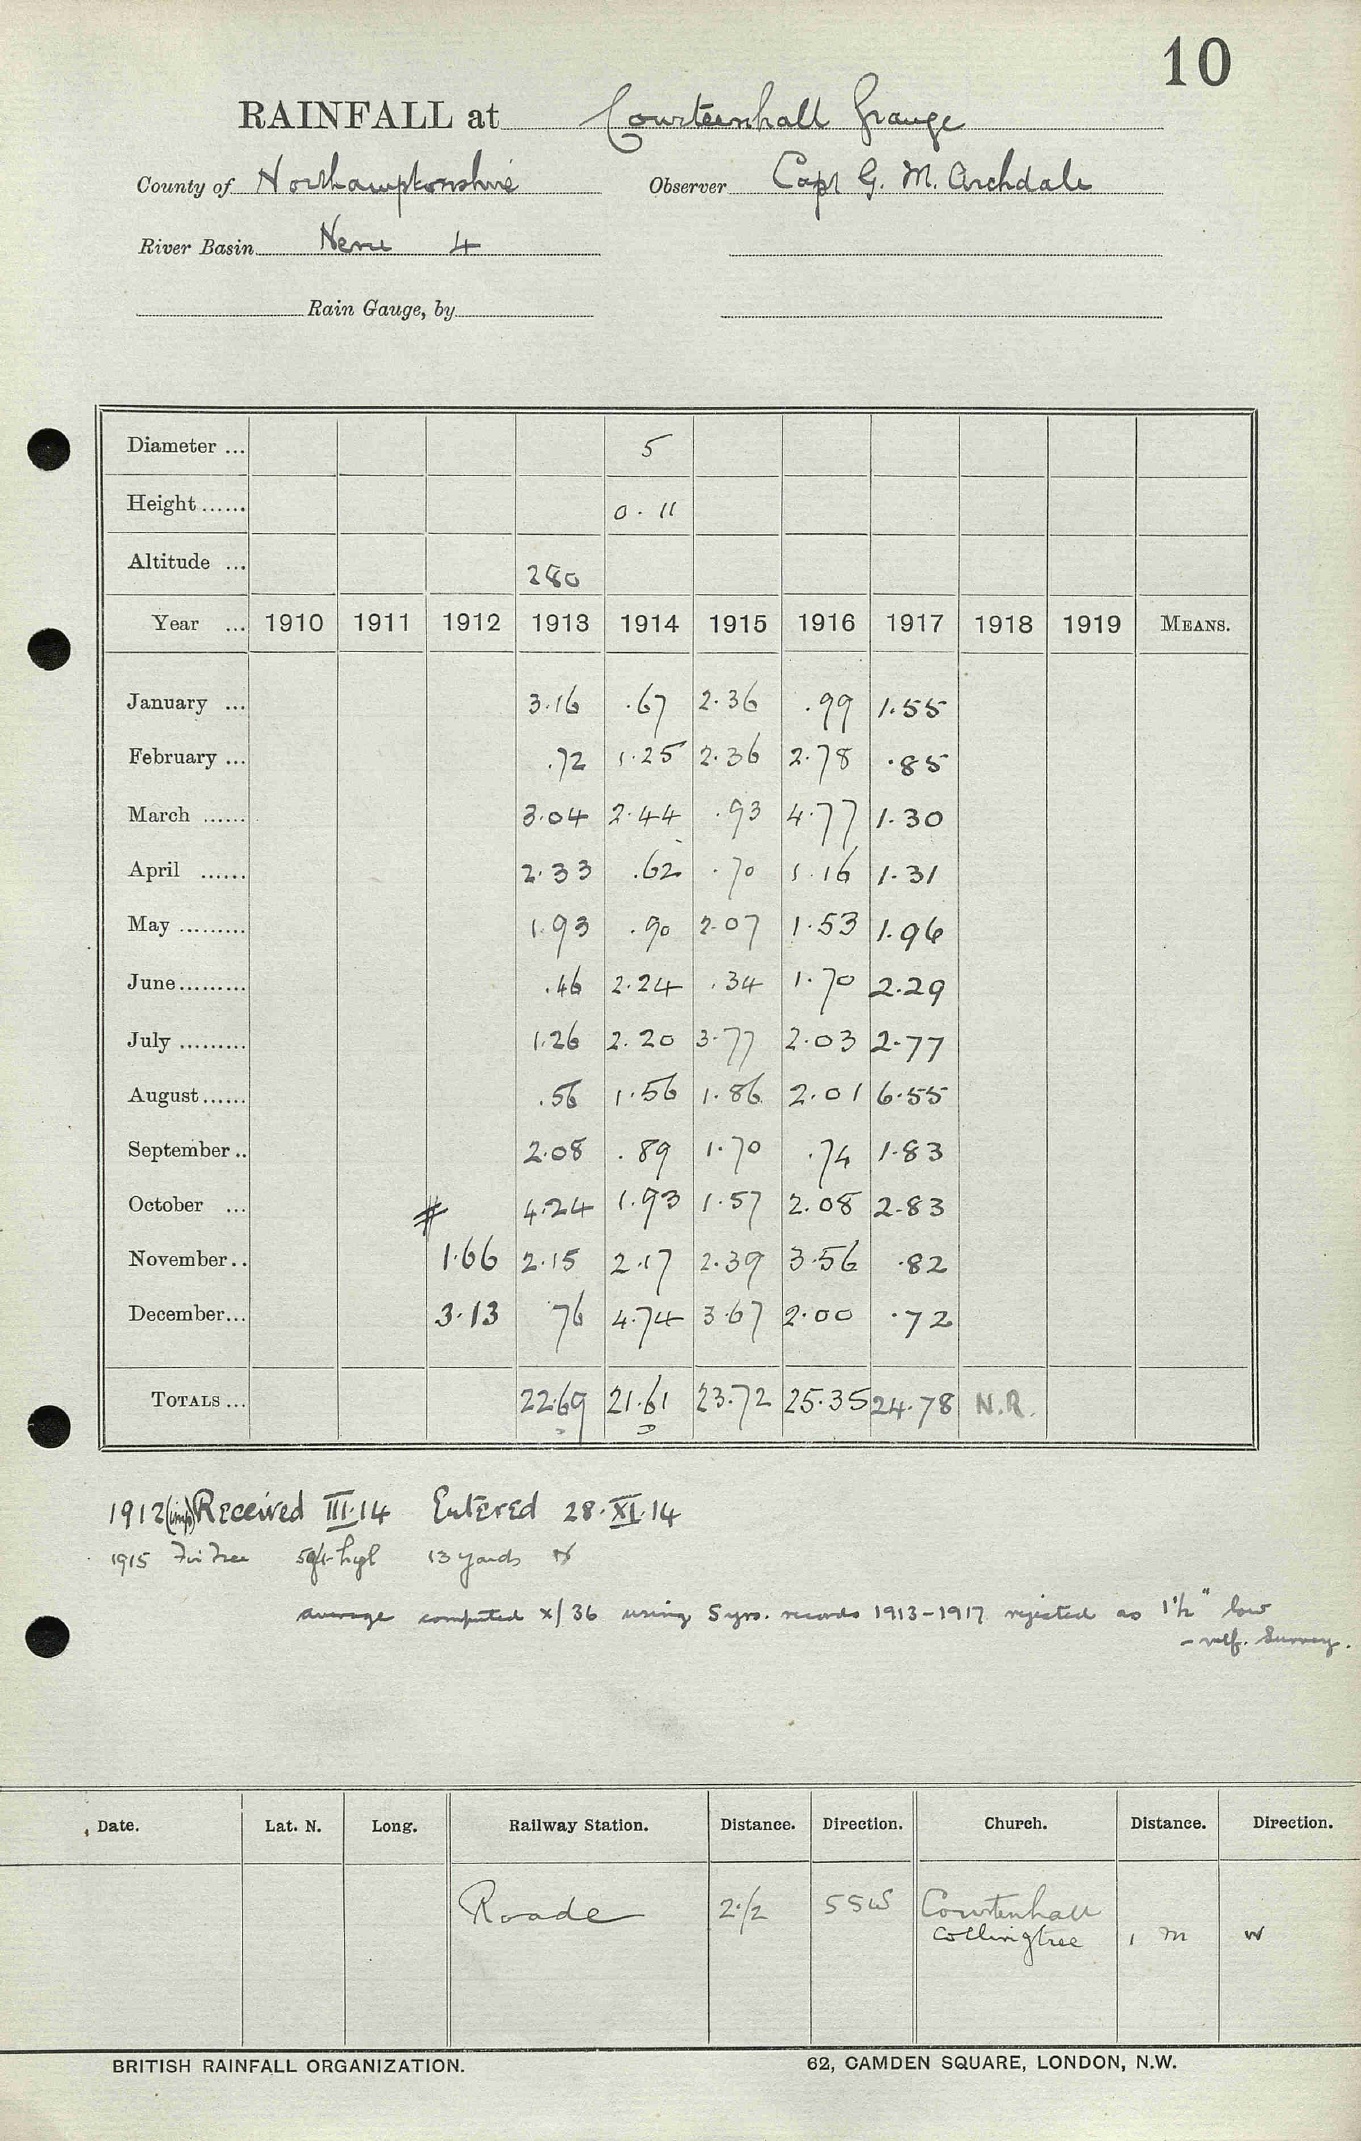 10
RAINFALL at Courteenhall Grange
County of Northamptonshire Observer Capt G. M. Archdale
River Basin Nene 4
Rain Gauge, by
Diameter ... 5
Height ...... 0 . 11
Altitude ... 280
Year ... 1910 1911 1912 1913 1914 1915 1916 1917 1918 1919 MEANS.
January ... 3.16 .67 2.36 .99 1.55
February ... .72 1.25 2.36 2.78 .85
March ...... 3.04 2.44 .93 4.77 1.30
April ...... 2.33 .62 .70 1.16 1.31
May ......... 1.93 .90 2.07 1.53 1.96
June......... .46 2.24 .34 1.70 2.29
July ......... 1.26 2.20 3.77 2.03 2.77
August...... .56 1.56 1.86 2.01 6.55
September .. 2.08 .89 1.70 .74 1.83
October ... 4.24 1.93 1.57 2.08 2.83
November.. 1.66 2.15 2.17 2.39 3.56 .82
December... 3.13 .76 4.74 3.67 2.00 .72
TOTALS ... 22.69 21.61 23.72 25.35 24.78 N.R.
1912 (imp) Received III.14 Entered 28.XI.14
1915 Fir Tree 5 ft. high 13 yards N
average computed x/36 using 5 yrs. records 1913-1917 rejected as 1½" low
Survey.
Date. Lat. N. Long. Railway Station. Distance. Direction. Church. Distance. Direction.
Roade 2½ SSW Courtenhall
Collingtree 1 m W
BRITISH RAINFALL ORGANIZATION. 62, CAMDEN SQUARE, LONDON, N.W.